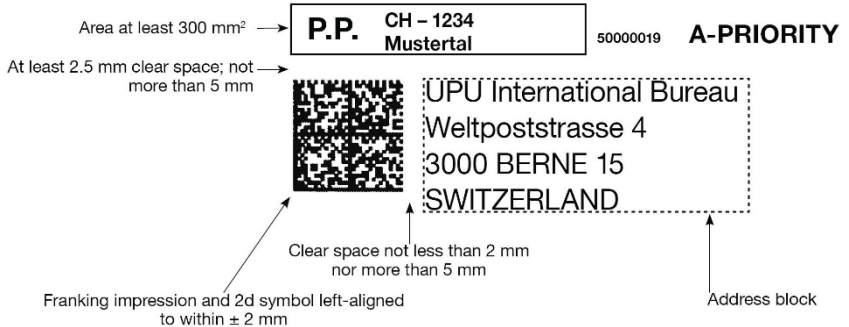 Area at least 300 mm²
P.P.
CH – 1234
Mustertal
50000019
A-PRIORITY
At least 2.5 mm clear space; not
more than 5 mm
UPU International Bureau
Weltpoststrasse 4
3000 BERNE 15
SWITZERLAND
Clear space not less than 2 mm
nor more than 5 mm
Franking impression and 2d symbol left-aligned
to within ± 2 mm
Address block